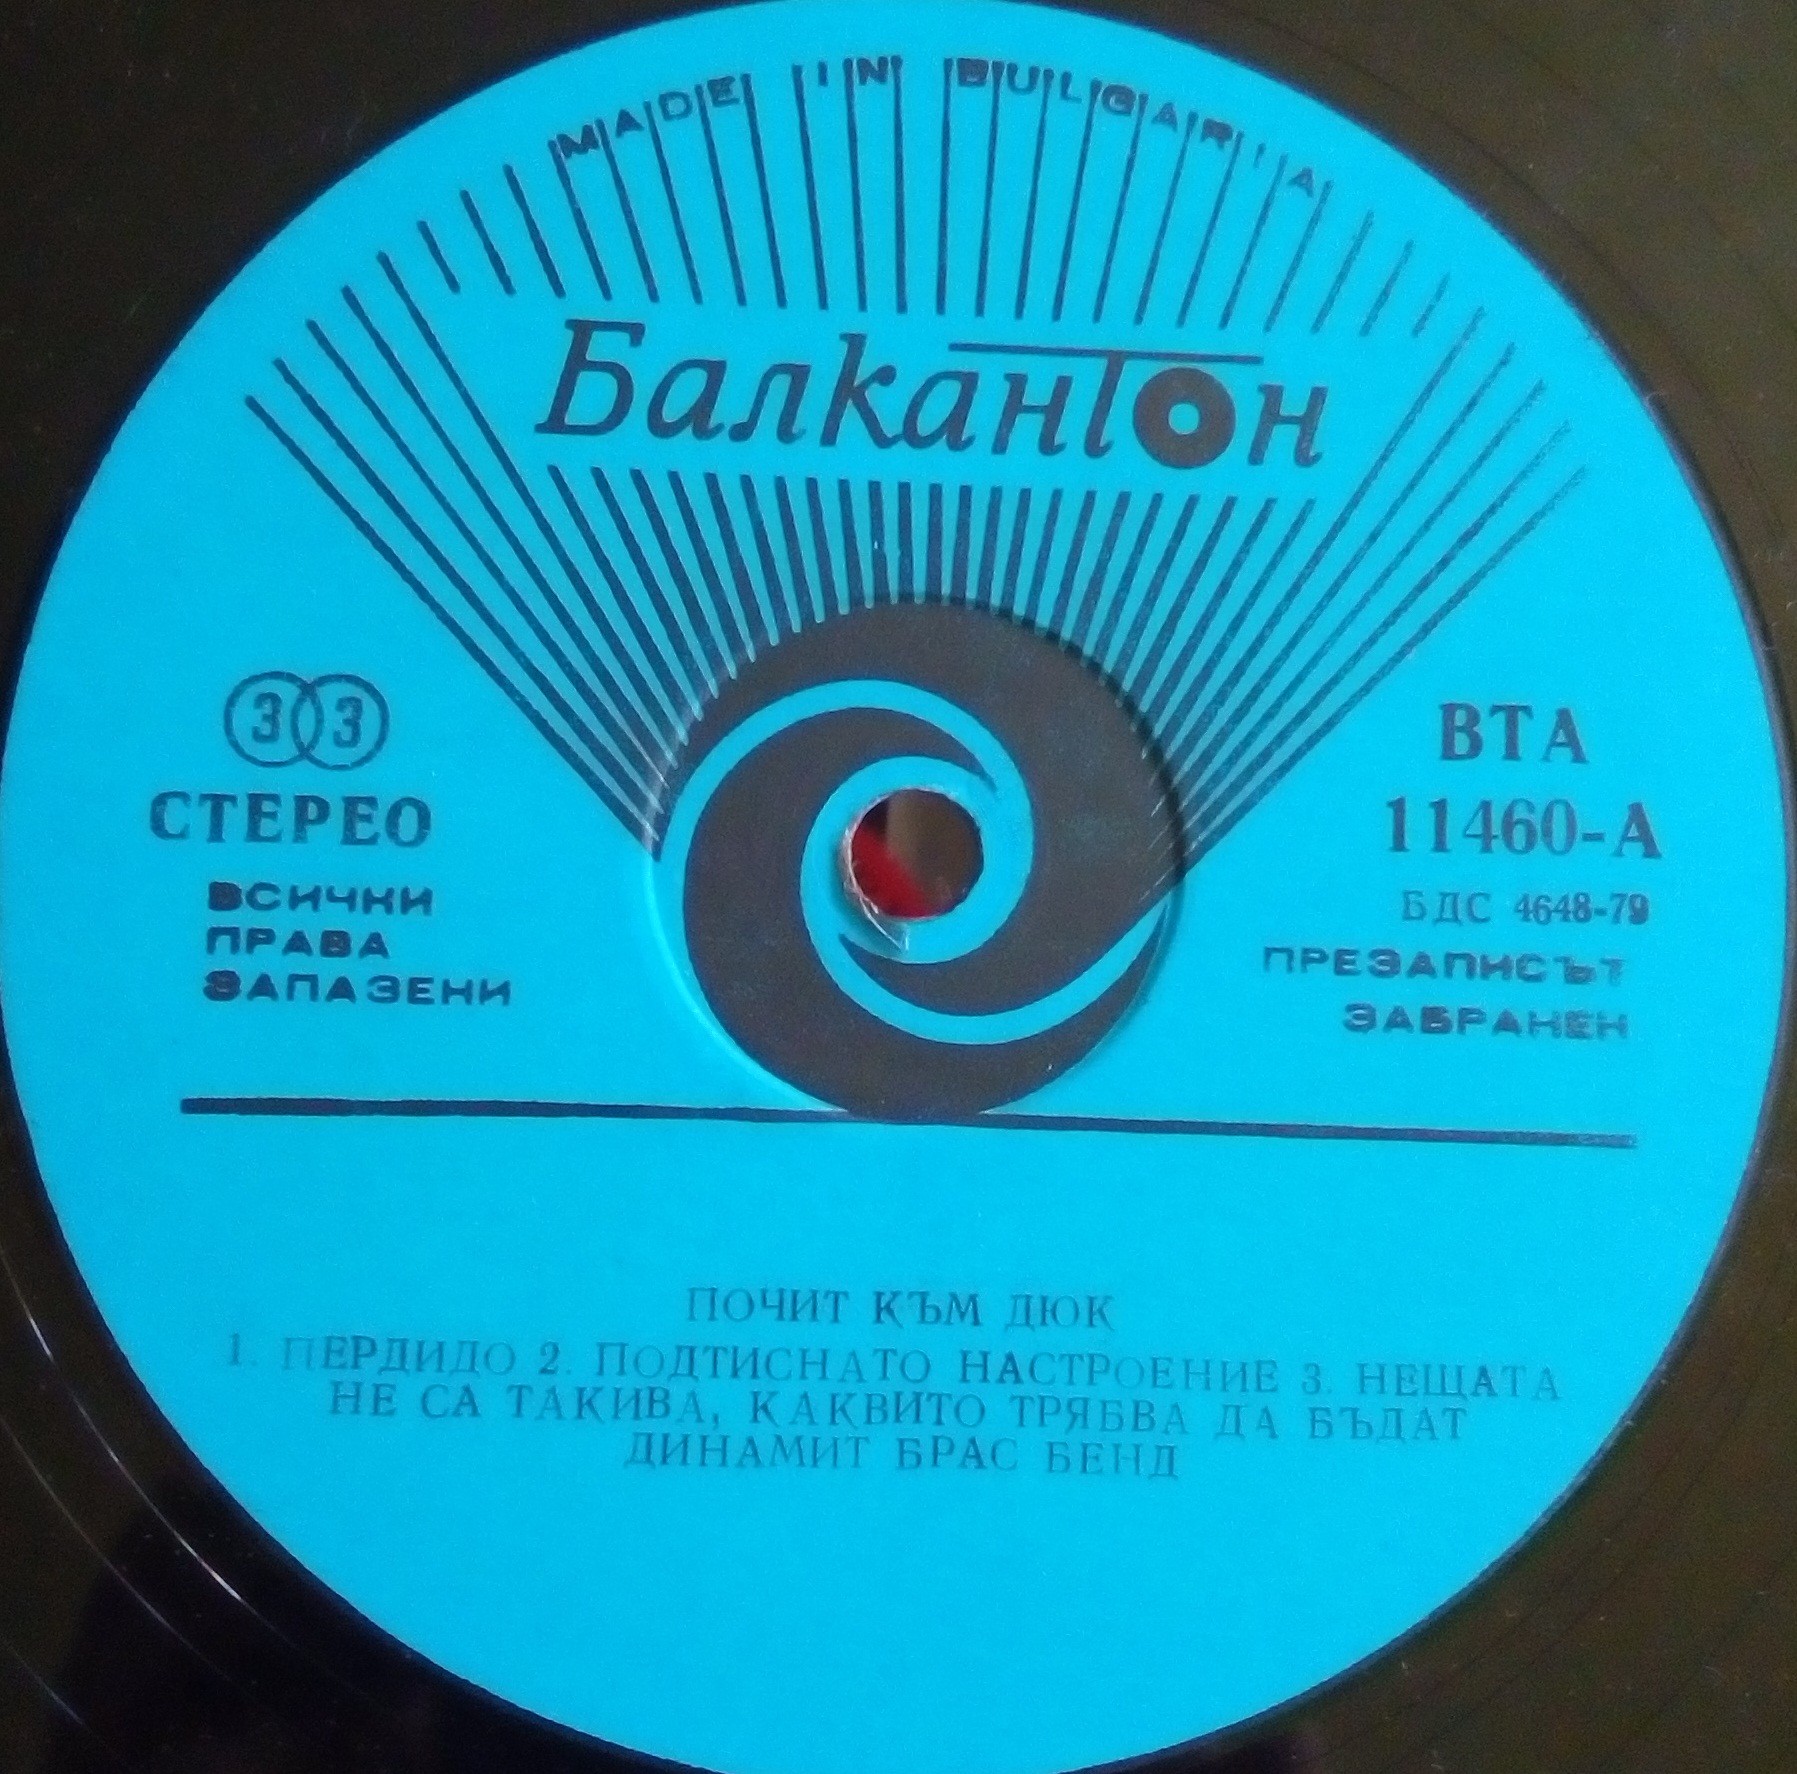 MADE IN BULGARIA
Балкантон
33
СТЕРЕО
ВСИЧКИ
ПРАВА
ЗАПАЗЕНИ
ВТА
11460-А
БДС 4648-79
ПРЕЗАПИСЪТ
ЗАБРАНЕН
ПОЧИТ КЪМ ДЮК
1. ПЕРДИДО 2. ПОДТИСНАТО НАСТРОЕНИЕ 3. НЕЩАТА
НЕ СА ТАКИВА, КАКВИТО ТРЯБВА ДА БЪДАТ
ДИНАМИТ БРАС БЕНД